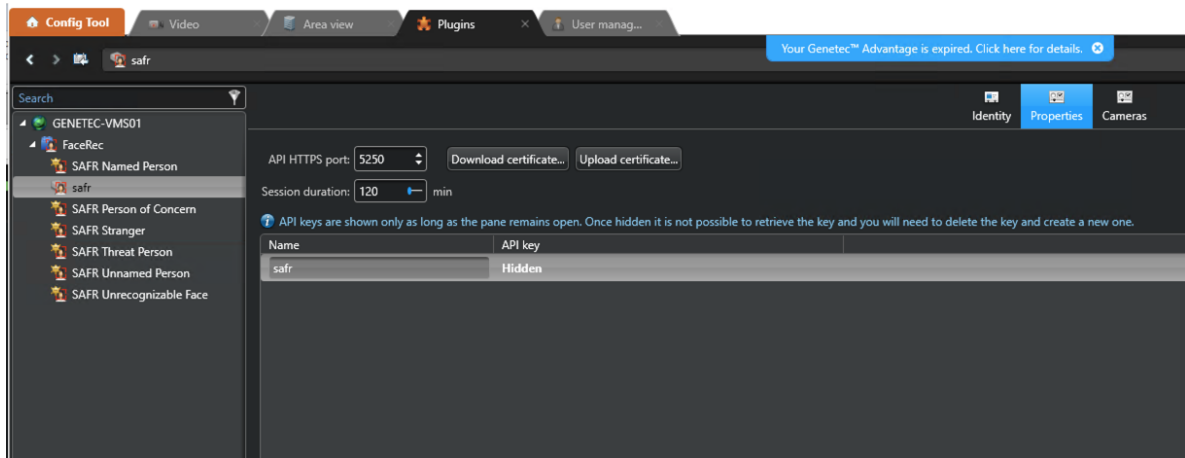 Config Tool
Video
Area view
Plugins
User manag...
Your Genetec™ Advantage is expired. Click here for details.
safr
Search
GENETEC-VMS01
FaceRec
SAFR Named Person
safr
SAFR Person of Concern
SAFR Stranger
SAFR Threat Person
SAFR Unnamed Person
SAFR Unrecognizable Face
Identity
Properties
Cameras
API HTTPS port: 5250 Download certificate... Upload certificate...
Session duration: 120 min
API keys are shown only as long as the pane remains open. Once hidden it is not possible to retrieve the key and you will need to delete the key and create a new one.
Name API key
safr Hidden